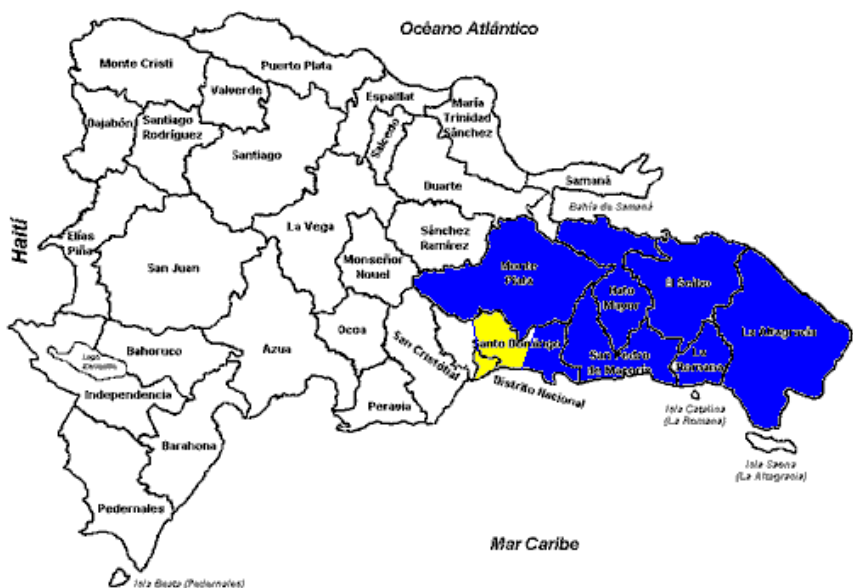 Océano Atlántico
Monte Cristi
Puerto Plata
Valverde
Espaillat
María
Trinidad
Sánchez
Dajabón
Santiago
Rodríguez
Salcedo
Santiago
Duarte
Samaná
Bahía de Samaná
Haití
Elías
Piña
La Vega
Sánchez
Ramírez
San Juan
Monseñor
Nouel
Monte
Plata
Hato
Mayor
El Seibo
La Altagracia
Ocoa
San Cristóbal
Santo Domingo
San Pedro
de Macorís
La
Romana
Bahoruco
Azua
Lago
Independencia
Peravia
Distrito Nacional
Isla Catalina
(La Romana)
Barahona
Isla Saona
(La Altagracia)
Pedernales
Mar Caribe
Isla Beata (Pedernales)